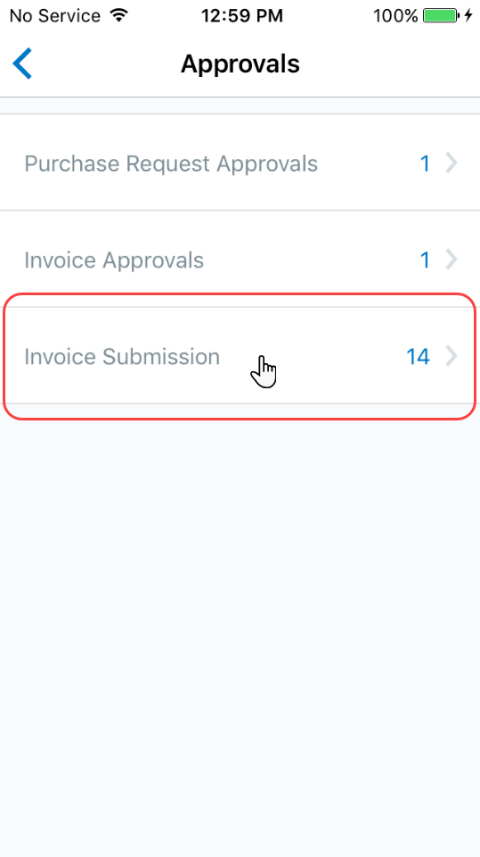 No Service 12:59 PM 100%
Approvals
Purchase Request Approvals 1
Invoice Approvals 1
Invoice Submission 14